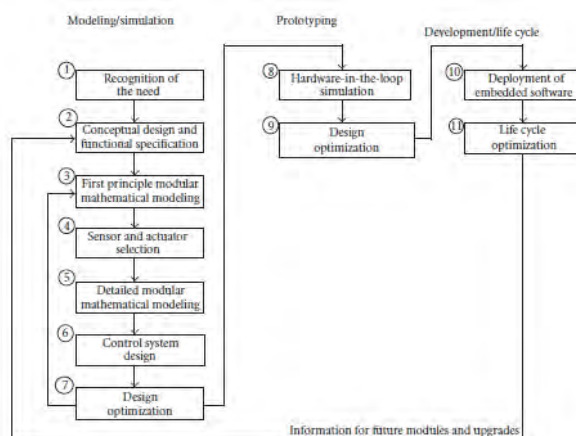 Modeling/simulation
1
Recognition of
the need
2
Conceptual design and
functional specification
3
First principle modular
mathematical modeling
4
Sensor and actuator
selection
5
Detailed modular
mathematical modeling
6
Control system
design
7
Design
optimization
Prototyping
8
Hardware-in-the-loop
simulation
9
Design
optimization
Development/life cycle
10
Deployment of
embedded software
11
Life cycle
optimization
Information for future modules and upgrades